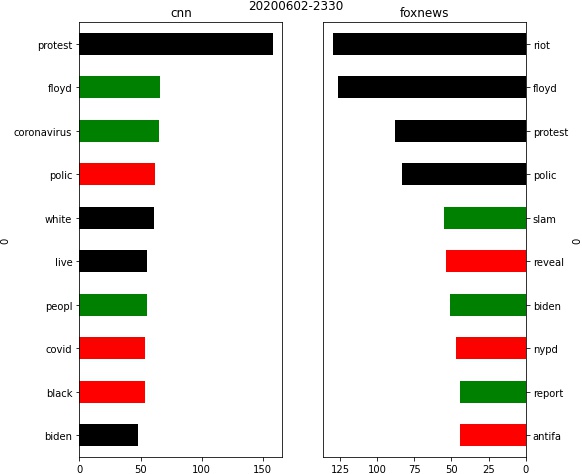 20200602-2330
cnn
foxnews
protest
floyd
coronavirus
polic
white
live
peopl
covid
black
biden
0
0 50 100 150
riot
floyd
protest
polic
slam
reveal
biden
nypd
report
antifa
0
125 100 75 50 25 0